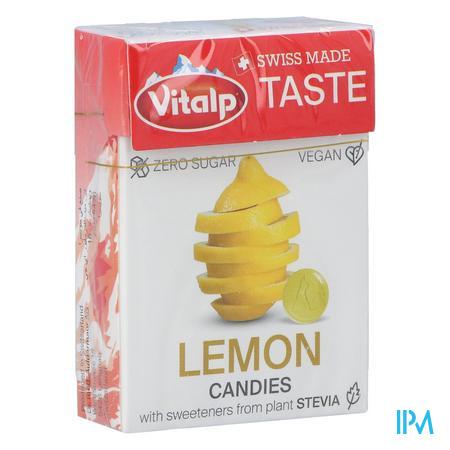 Vitalp
SWISS MADE
TASTE
ZERO SUGAR
VEGAN
LEMON
CANDIES
with sweeteners from plant STEVIA
IPM